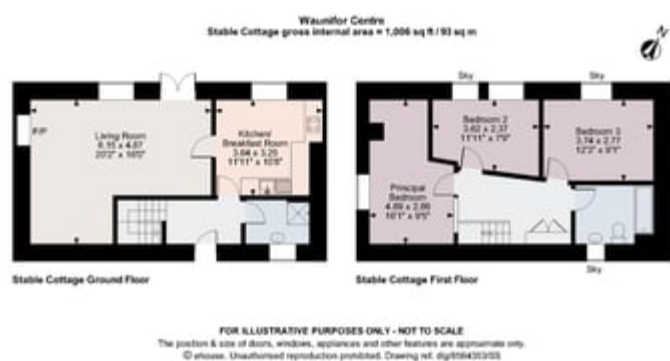 Waunifor Centre
Stable Cottage gross internal area = 1,006 sq ft / 93 sq m
N
Sky
Sky
F/P
Living Room
6.15 x 4.87
20'2" x 16'0"
Kitchen/
Breakfast Room
3.64 x 3.25
11'11" x 10'8"
Bedroom 2
3.62 x 2.37
11'11" x 7'9"
Bedroom 3
3.74 x 2.77
12'3" x 9'1"
Principal
Bedroom
4.89 x 2.86
16'1" x 9'5"
Sky
Stable Cottage Ground Floor
Stable Cottage First Floor
FOR ILLUSTRATIVE PURPOSES ONLY - NOT TO SCALE
The position & size of doors, windows, appliances and other features are approximate only.
© ehouse. Unauthorised reproduction prohibited. Drawing ref.